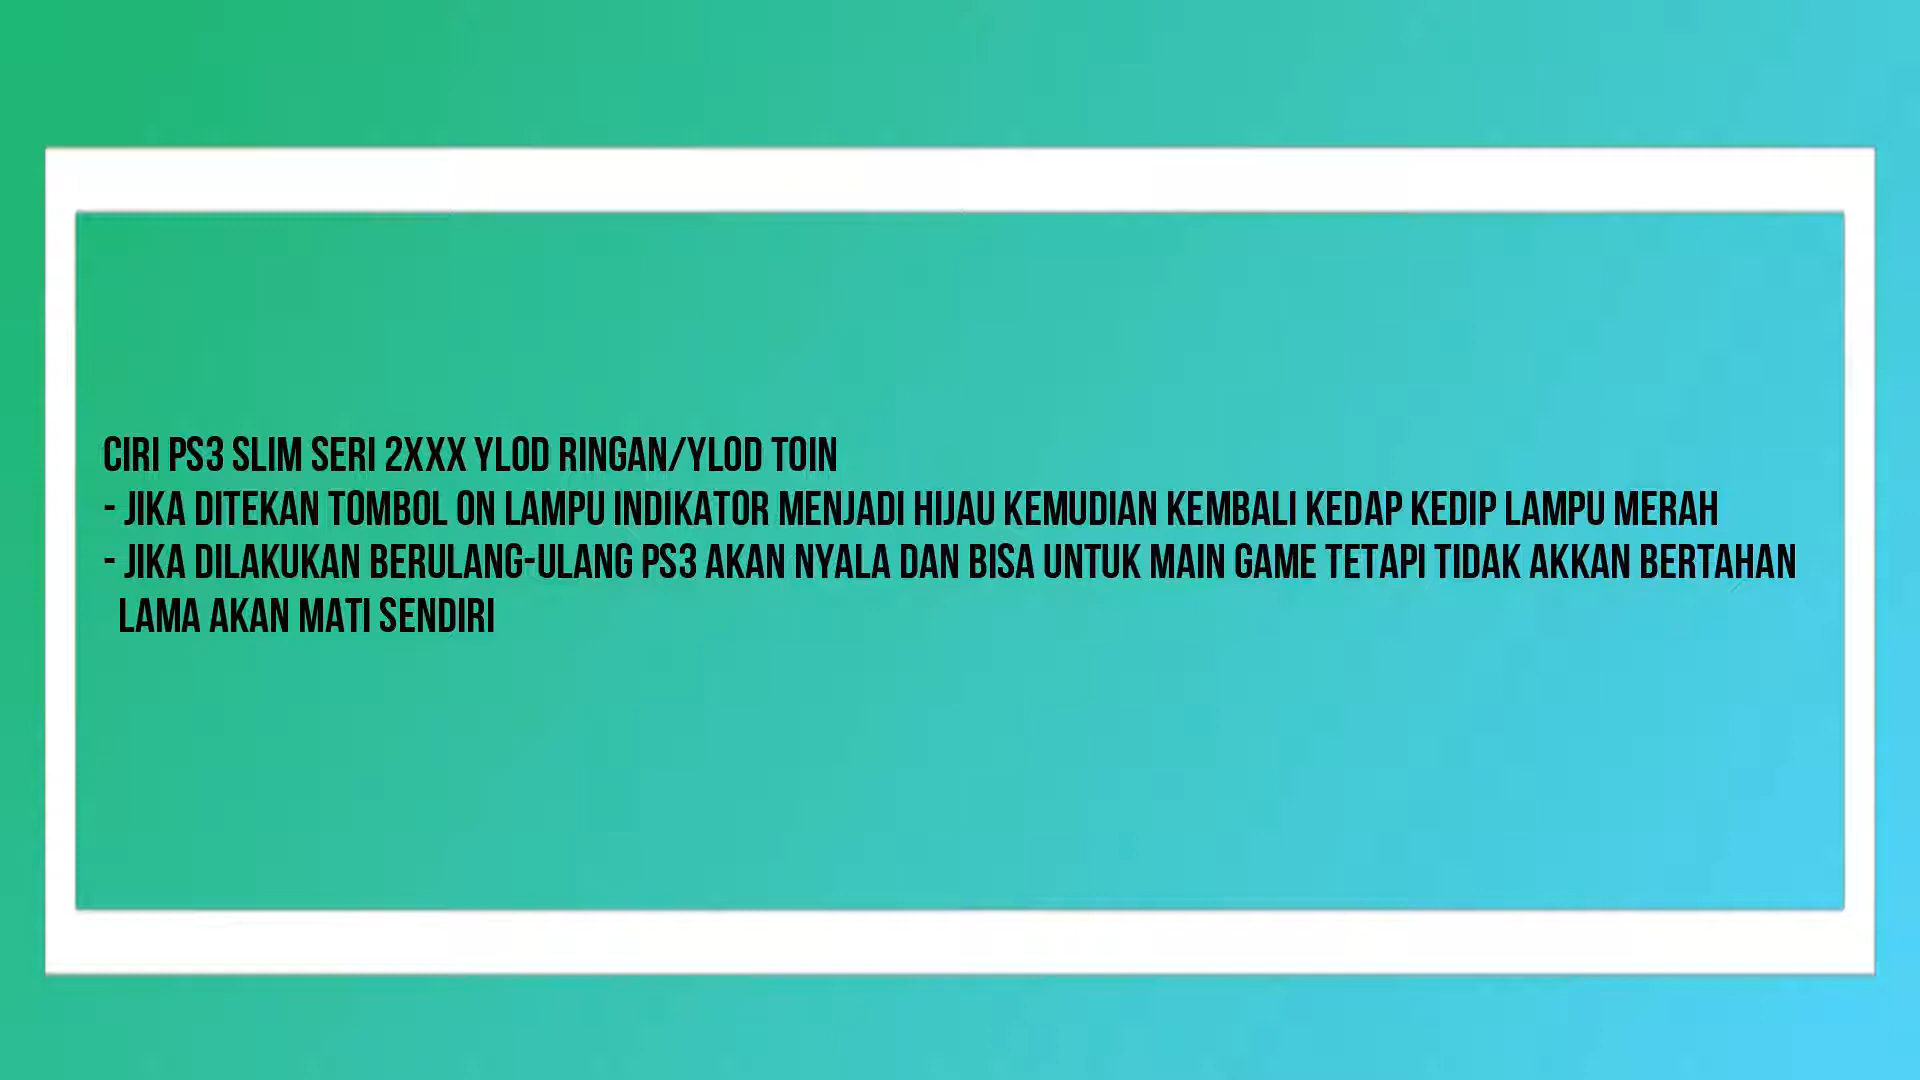 CIRI PS3 SLIM SERI 2XXX YLOD RINGAN/YLOD TOIN
- JIKA DITEKAN TOMBOL ON LAMPU INDIKATOR MENJADI HIJAU KEMUDIAN KEMBALI KEDAP KEDIP LAMPU MERAH
- JIKA DILAKUKAN BERULANG-ULANG PS3 AKAN NYALA DAN BISA UNTUK MAIN GAME TETAPI TIDAK AKKAN BERTAHAN
LAMA AKAN MATI SENDIRI